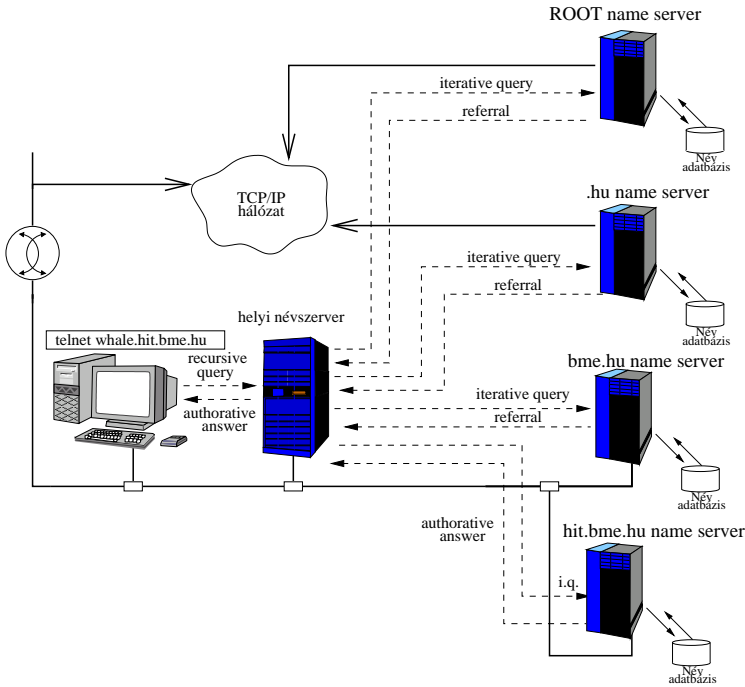 ROOT name server
iterative query
referral
Név
adatbázis
TCP/IP
hálózat
.hu name server
iterative query
referral
Név
adatbázis
helyi névszerver
telnet whale.hit.bme.hu
recursive
query
authorative
answer
bme.hu name server
iterative query
referral
Név
adatbázis
authorative
answer
hit.bme.hu name server
i.q.
Név
adatbázis